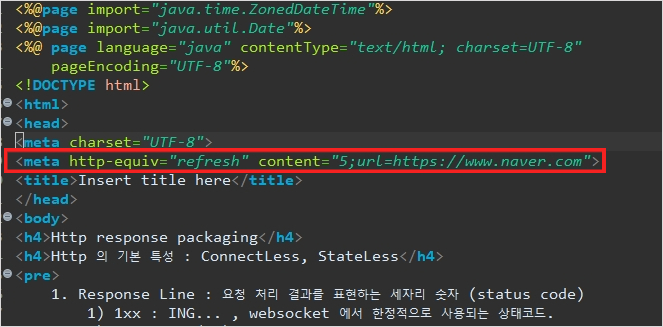 <%@page import="java.time.ZonedDateTime"%>
<%@page import="java.util.Date"%>
<%@ page language="java" contentType="text/html; charset=UTF-8"
pageEncoding="UTF-8"%>
<!DOCTYPE html>
<html>
<head>
<meta charset="UTF-8">
<meta http-equiv="refresh" content="5;url=https://www.naver.com">
<title>Insert title here</title>
</head>
<body>
<h4>Http response packaging</h4>
<h4>Http 의 기본 특성 : ConnectLess, StateLess</h4>
<pre>
1. Response Line : 요청 처리 결과를 표현하는 세자리 숫자 (status code)
1) 1xx : ING... , websocket 에서 한정적으로 사용되는 상태코드.